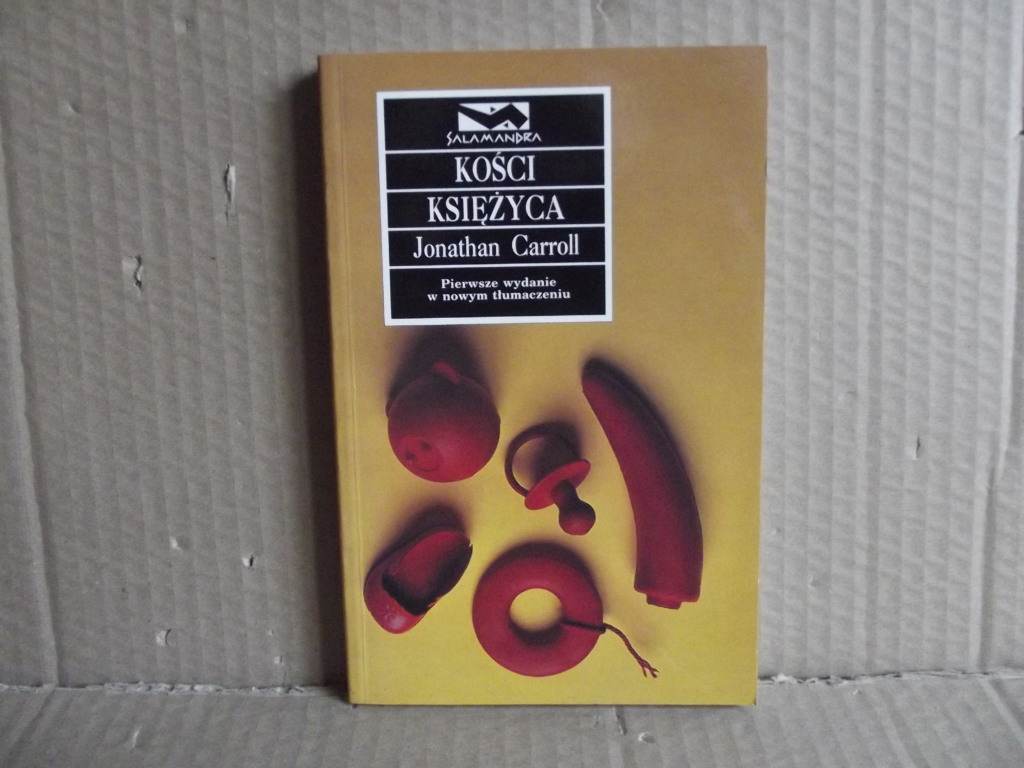 SALAMANDRA
KOŚCI
KSIĘŻYCA
Jonathan Carroll
Pierwsze wydanie
w nowym tłumaczeniu